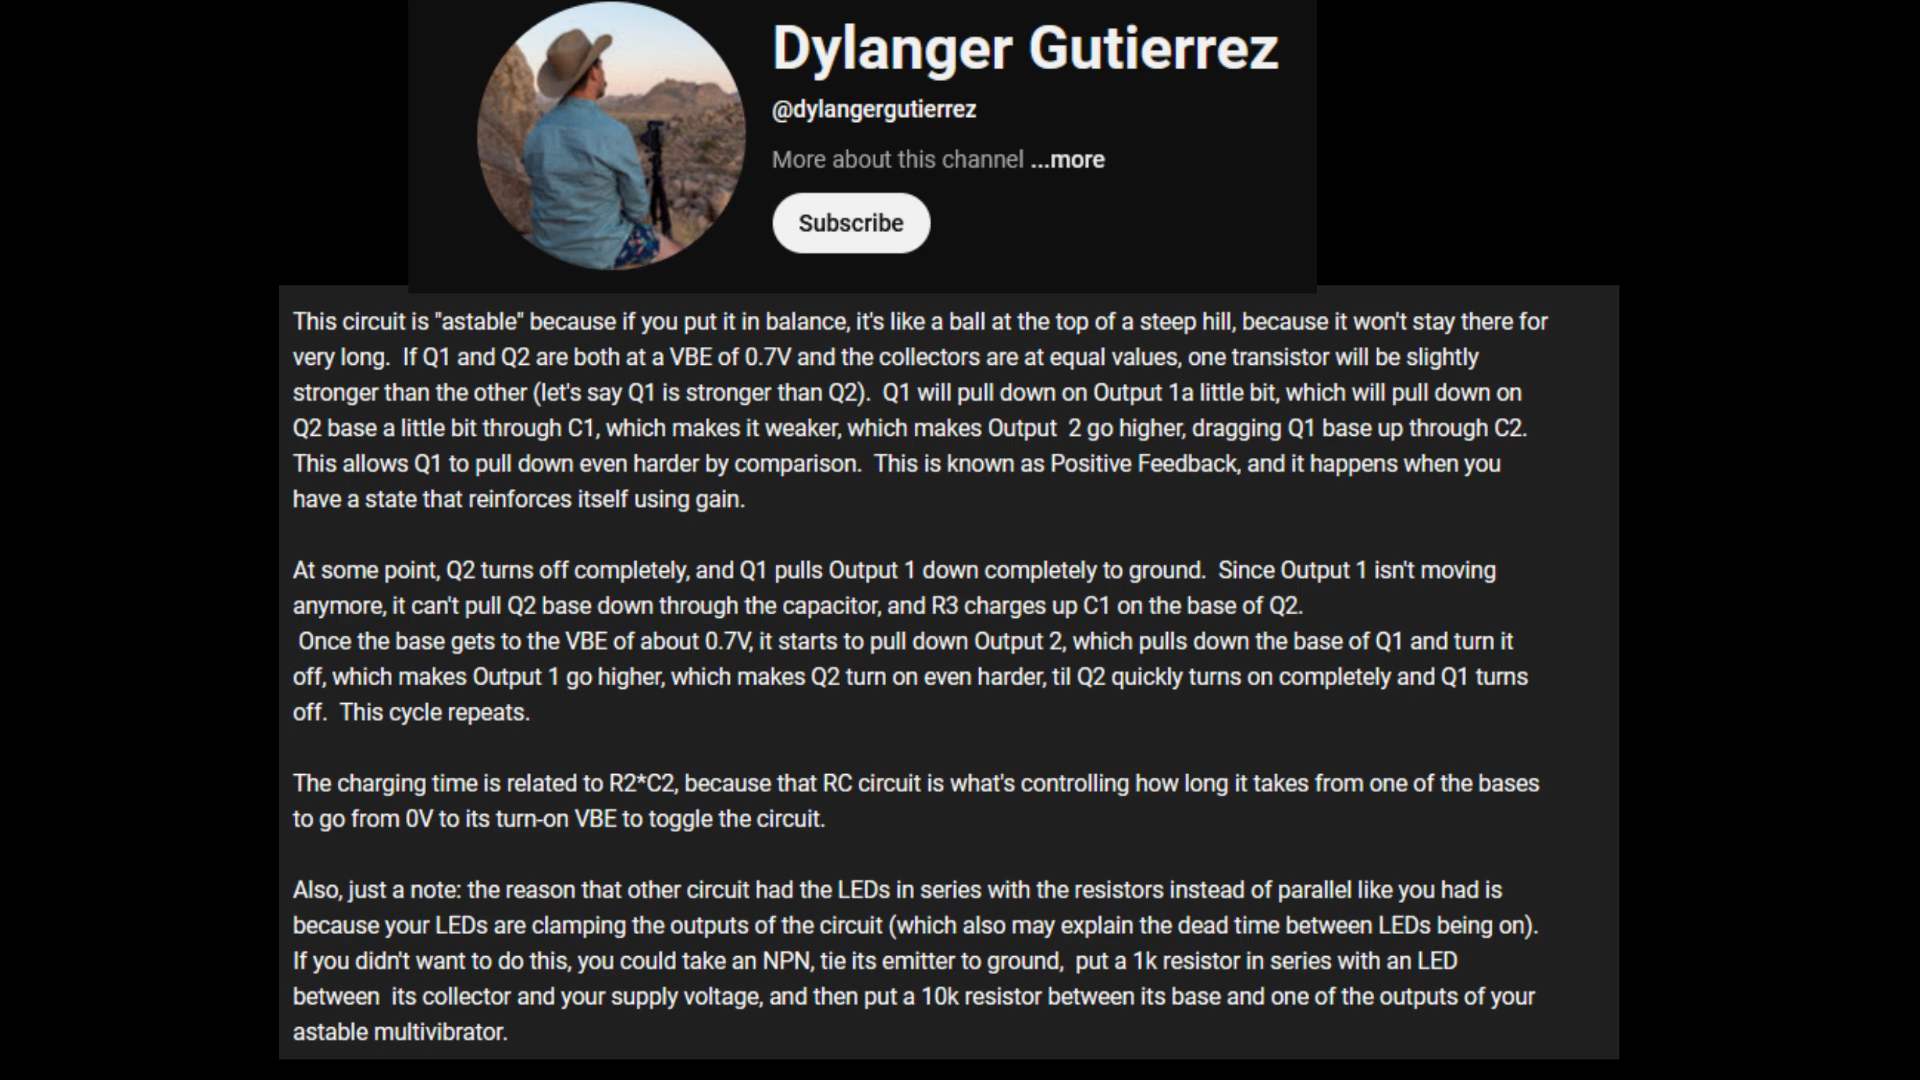 Dylanger Gutierrez
@dylangergutierrez
More about this channel ...more
Subscribe
This circuit is "astable" because if you put it in balance, it's like a ball at the top of a steep hill, because it won't stay there for
very long.  If Q1 and Q2 are both at a VBE of 0.7V and the collectors are at equal values, one transistor will be slightly
stronger than the other (let's say Q1 is stronger than Q2).  Q1 will pull down on Output 1a little bit, which will pull down on
Q2 base a little bit through C1, which makes it weaker, which makes Output  2 go higher, dragging Q1 base up through C2.
This allows Q1 to pull down even harder by comparison.  This is known as Positive Feedback, and it happens when you
have a state that reinforces itself using gain.
At some point, Q2 turns off completely, and Q1 pulls Output 1 down completely to ground.  Since Output 1 isn't moving
anymore, it can't pull Q2 base down through the capacitor, and R3 charges up C1 on the base of Q2.
Once the base gets to the VBE of about 0.7V, it starts to pull down Output 2, which pulls down the base of Q1 and turn it
off, which makes Output 1 go higher, which makes Q2 turn on even harder, til Q2 quickly turns on completely and Q1 turns
off.  This cycle repeats.
The charging time is related to R2*C2, because that RC circuit is what's controlling how long it takes from one of the bases
to go from 0V to its turn-on VBE to toggle the circuit.
Also, just a note: the reason that other circuit had the LEDs in series with the resistors instead of parallel like you had is
because your LEDs are clamping the outputs of the circuit (which also may explain the dead time between LEDs being on).
If you didn't want to do this, you could take an NPN, tie its emitter to ground,  put a 1k resistor in series with an LED
between  its collector and your supply voltage, and then put a 10k resistor between its base and one of the outputs of your
astable multivibrator.